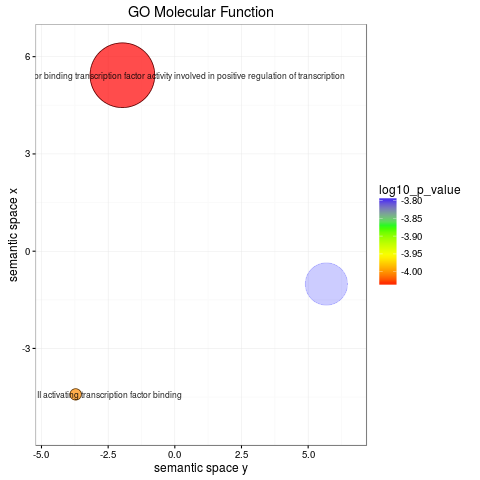 GO Molecular Function
6
or binding transcription factor activity involved in positive regulation of transcription
3
0
-3
ll activating transcription factor binding
-5.0
-2.5
0.0
2.5
5.0
semantic space y
semantic space x
log10_p_value
-3.80
-3.85
-3.90
-3.95
-4.00